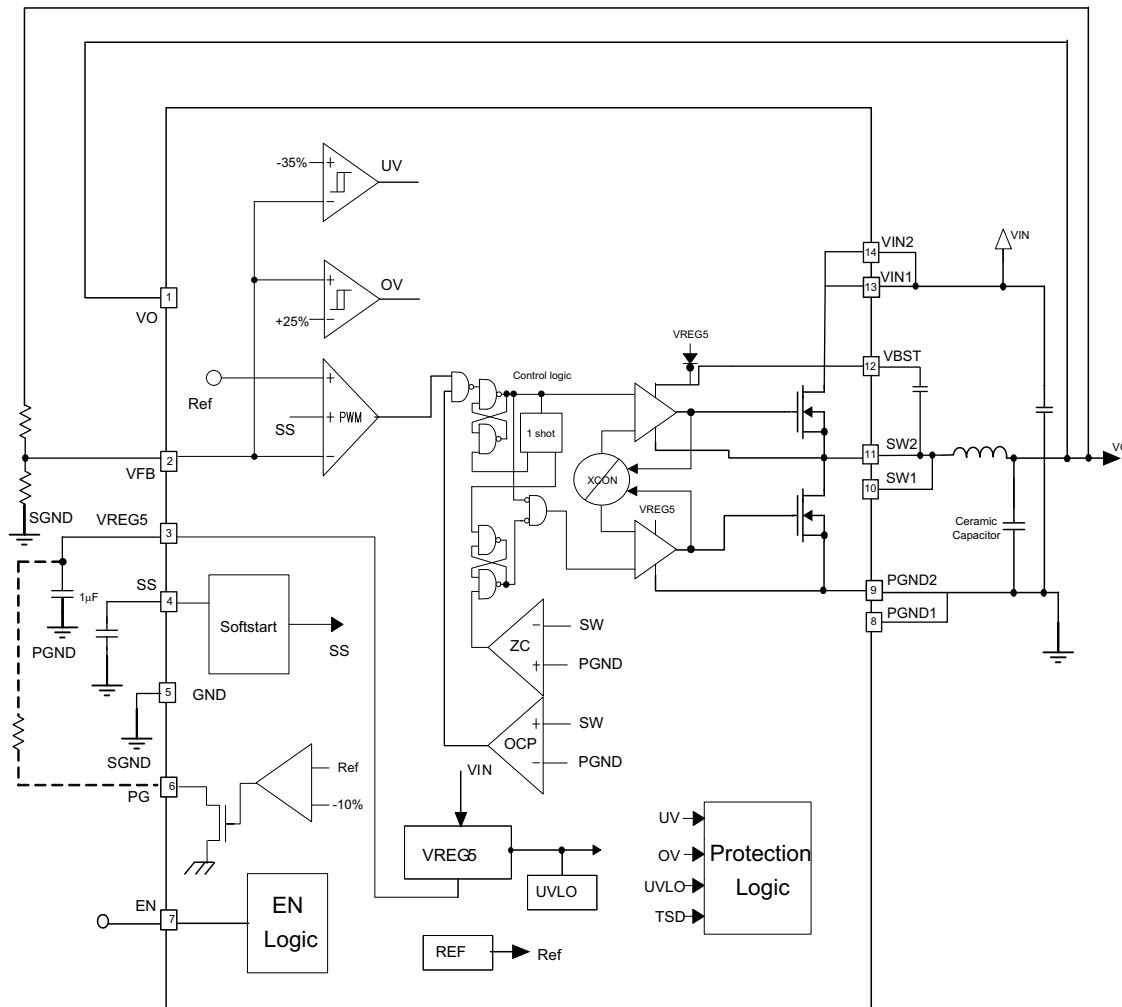 -35%
+
-
UV
+
+25%
-
OV
1
VO
Ref
SS
+
+
-
PWM
2
VFB
SGND
VREG5
3
1µF
PGND
SS
4
Softstart
SS
5
GND
SGND
PG
6
Ref
-10%
EN
7
EN
Logic
Control logic
1 shot
VREG5
XCON
VREG5
-
SW
ZC
+
PGND
+
SW
OCP
-
PGND
VIN
VREG5
UVLO
REF
Ref
UV
OV
UVLO
TSD
Protection
Logic
14
VIN2
13
VIN1
VIN
12
VBST
11
SW2
10
SW1
Ceramic
Capacitor
9
PGND2
8
PGND1